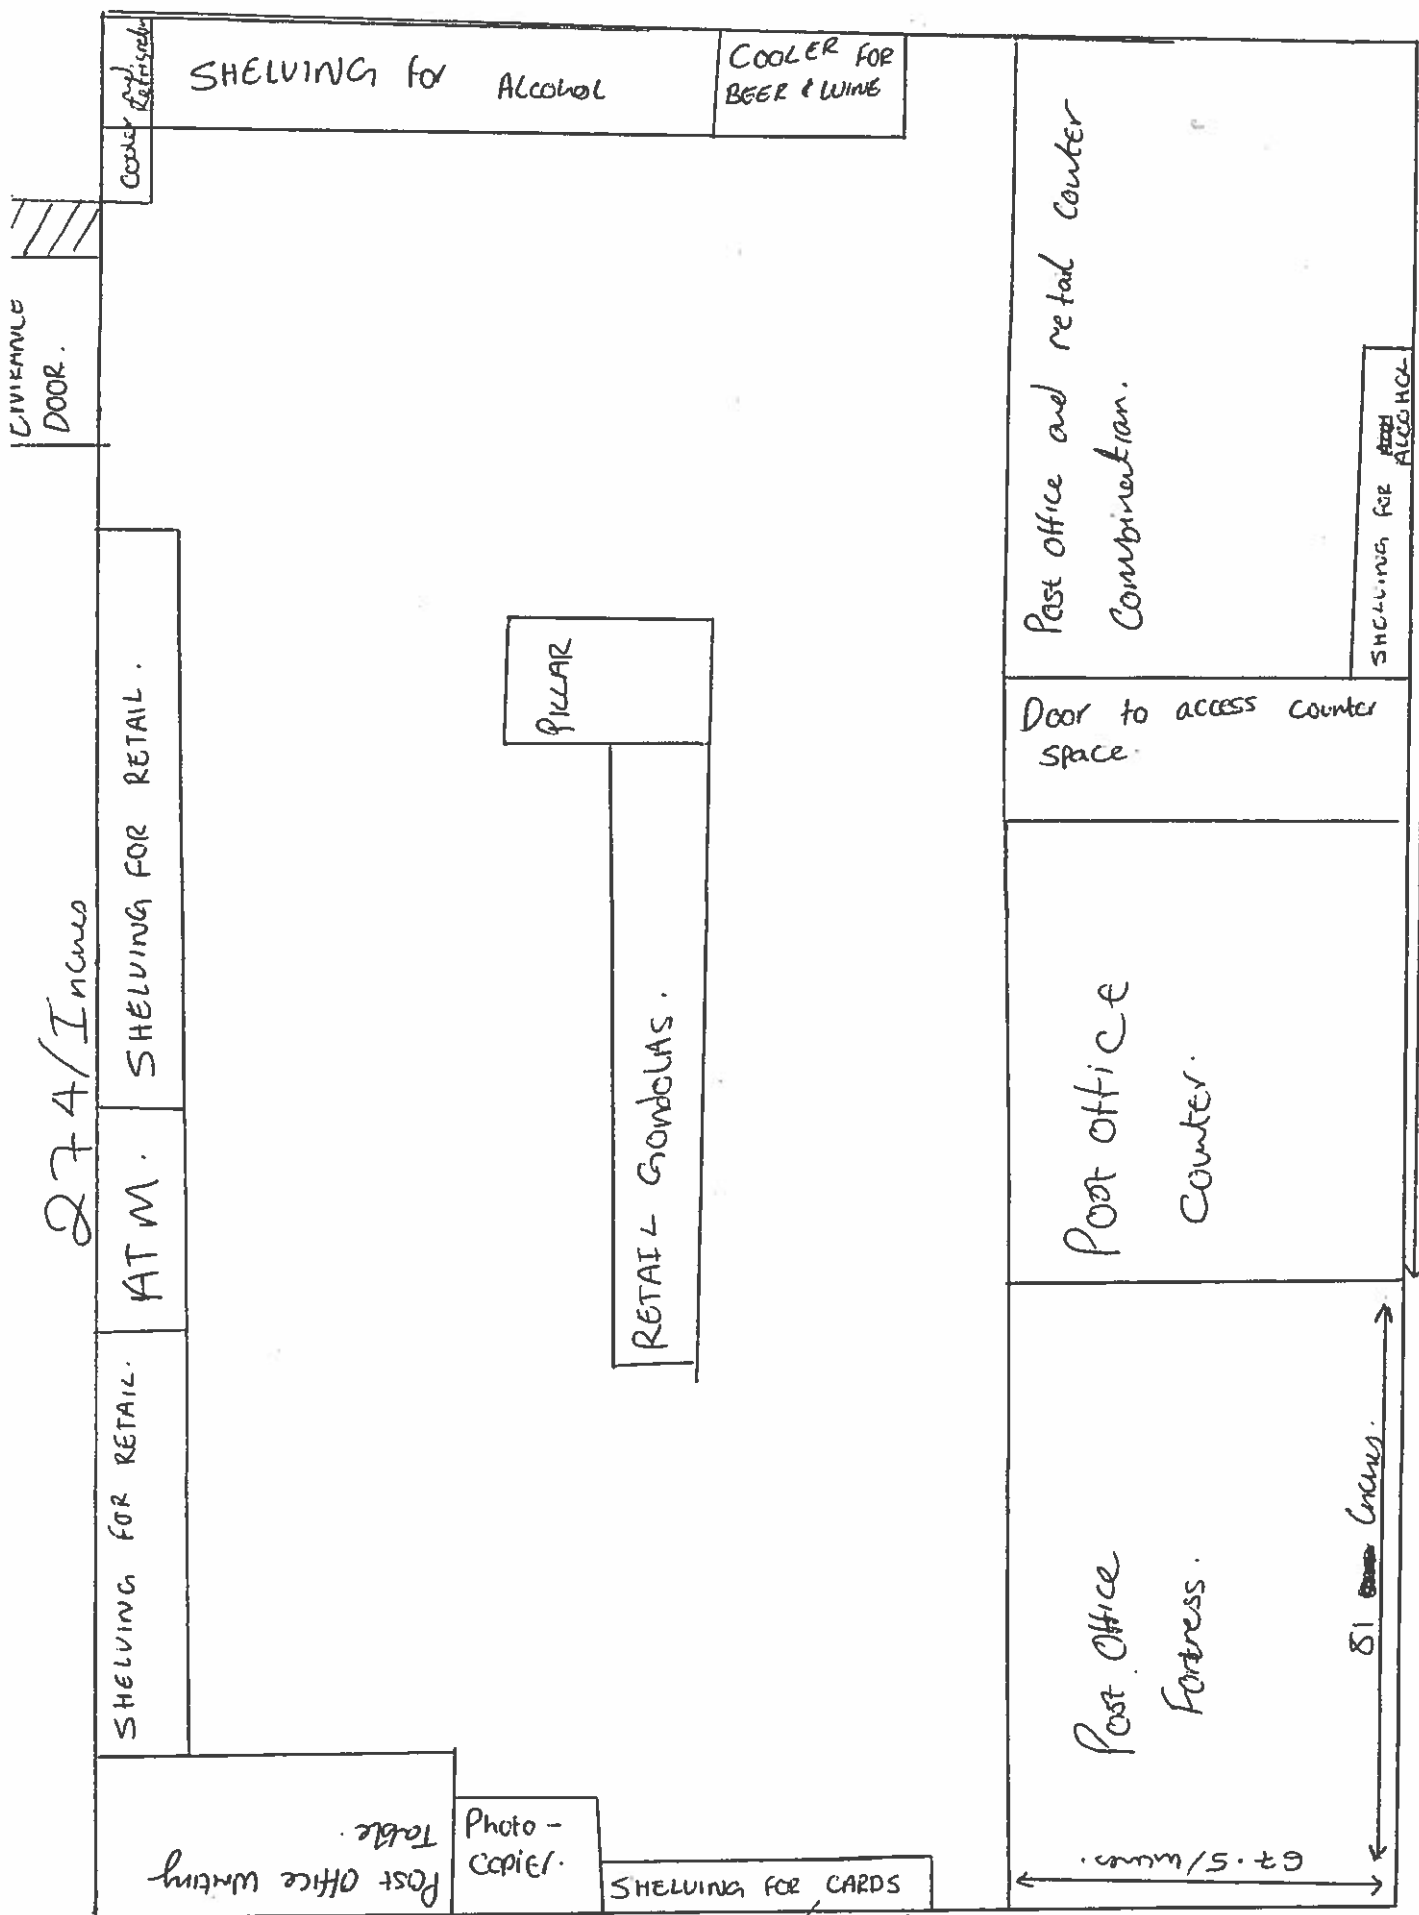 Cooler and
Refrigrator
SHELVING for ALCOHOL
COOLER FOR
BEER & WINE
DOOR.
274/Inches
SHELVING FOR RETAIL.
ATM.
SHELVING FOR RETAIL.
PILLAR
RETAIL GONDOLAS.
Post office and retail counter
Combination.
SHELVING FOR ALCOHOL
Door to access counter
space.
Post office
Counter.
Post Office
Fortress.
81 Inches.
67.5/inches.
Post Office Writing
Table.
Photo-
Copier.
SHELVING FOR CARDS